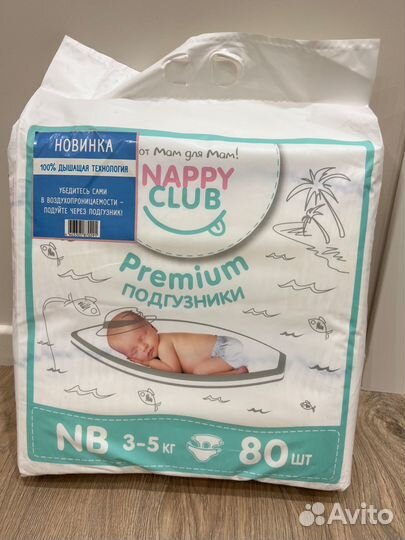 НОВИНКА
100% ДЫШАЩАЯ ТЕХНОЛОГИЯ
УБЕДИТЕСЬ САМИ
В ВОЗДУХОПРОНИЦАЕМОСТИ –
ПОДУЙТЕ ЧЕРЕЗ ПОДГУЗНИК!
от Мам для Мам!
NAPPY
CLUB
Premium
ПОДГУЗНИКИ
NB 3-5 кг 80 шт
Avito